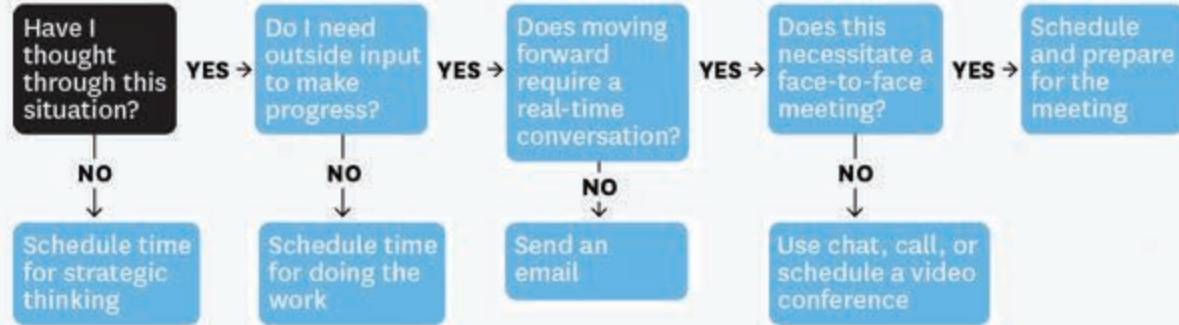 Have I
thought
through this
situation?
YES →
Do I need
outside input
to make
progress?
YES →
Does moving
forward
require a
real-time
conversation?
YES →
Does this
necessitate a
face-to-face
meeting?
YES →
Schedule
and prepare
for the
meeting
NO
NO
NO
NO
Schedule time
for strategic
thinking
Schedule time
for doing the
work
Send an
email
Use chat, call, or
schedule a video
conference